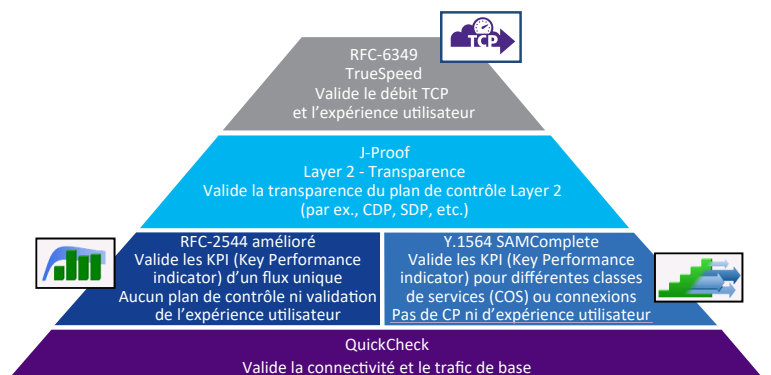 TCP
RFC-6349
TrueSpeed
Valide le débit TCP
et l'expérience utilisateur
J-Proof
Layer 2 - Transparence
Valide la transparence du plan de contrôle Layer 2
(par ex., CDP, SDP, etc.)
RFC-2544 amélioré
Valide les KPI (Key Performance
indicator) d'un flux unique
Aucun plan de contrôle ni validation
de l'expérience utilisateur
Y.1564 SAMComplete
Valide les KPI (Key Performance
indicator) pour différentes classes
de services (COS) ou connexions
Pas de CP ni d'expérience utilisateur
QuickCheck
Valide la connectivité et le trafic de base